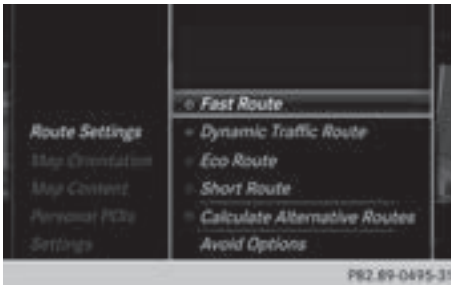 Fast Route
Route Settings
Dynamic Traffic Route
Map Orientation
Eco Route
Map Content
Short Route
Personal POIs
Calculate Alternative Routes
Settings
Avoid Options
P82.89-0495-31